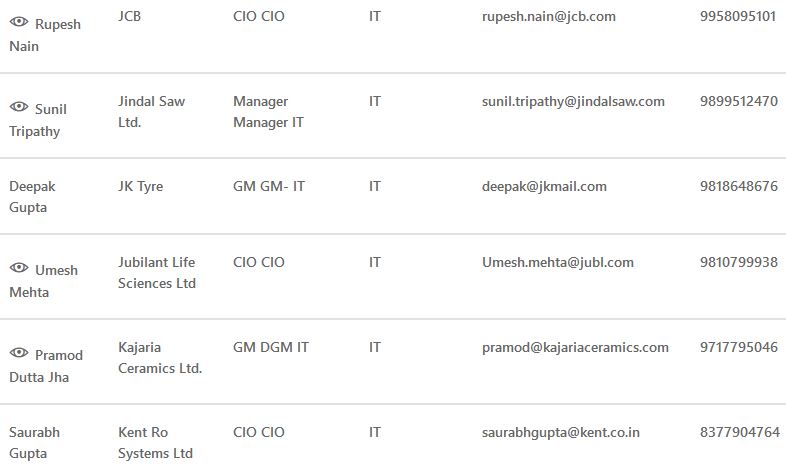 Rupesh Nain JCB CIO CIO IT rupesh.nain@jcb.com 9958095101
Sunil Tripathy Jindal Saw Ltd. Manager Manager IT IT sunil.tripathy@jindalsaw.com 9899512470
Deepak Gupta JK Tyre GM GM- IT IT deepak@jkmail.com 9818648676
Umesh Mehta Jubilant Life Sciences Ltd CIO CIO IT Umesh.mehta@jubl.com 9810799938
Pramod Dutta Jha Kajaria Ceramics Ltd. GM DGM IT IT pramod@kajariaceramics.com 9717795046
Saurabh Gupta Kent Ro Systems Ltd CIO CIO IT saurabhgupta@kent.co.in 8377904764